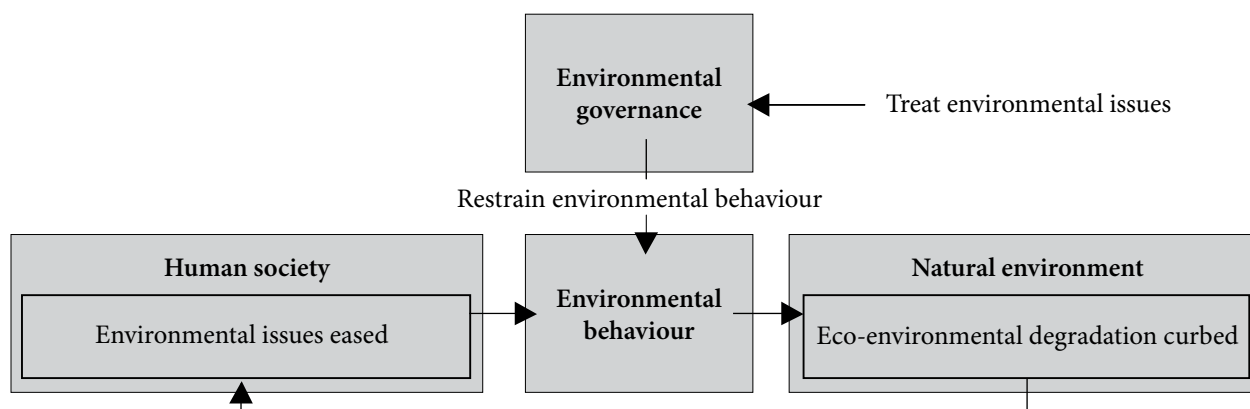 Environmental
governance
Treat environmental issues
Restrain environmental behaviour
Human society
Environmental issues eased
Environmental
behaviour
Natural environment
Eco-environmental degradation curbed